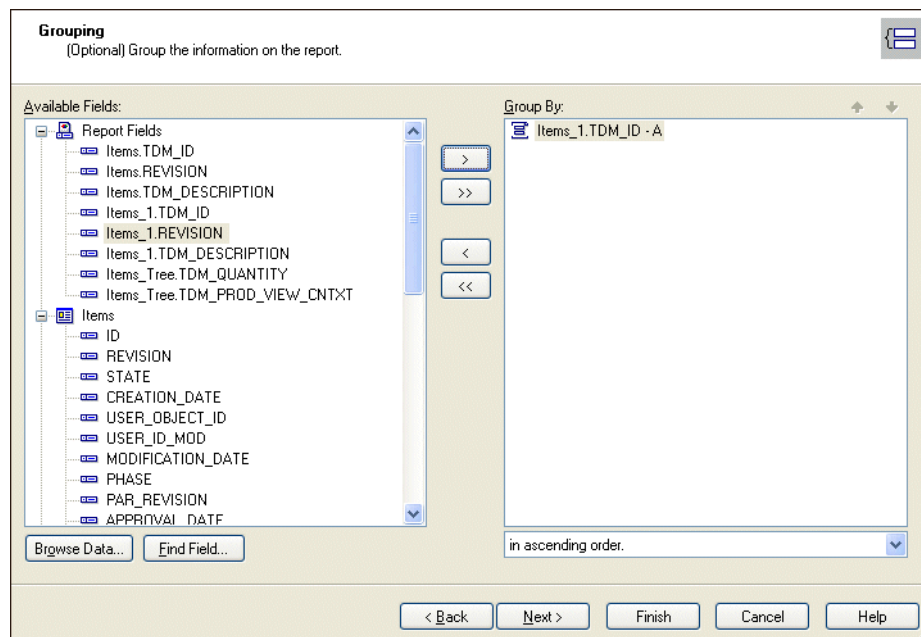 Grouping
(Optional) Group the information on the report.
Available Fields:
Group By:
Report Fields
Items.TDM_ID
Items.REVISION
Items.TDM_DESCRIPTION
Items_1.TDM_ID
Items_1.REVISION
Items_1.TDM_DESCRIPTION
Items_Tree.TDM_QUANTITY
Items_Tree.TDM_PROD_VIEW_CNTXT
Items
ID
REVISION
STATE
CREATION_DATE
USER_OBJECT_ID
USER_ID_MOD
MODIFICATION_DATE
PHASE
PAR_REVISION
APPROVAL_DATE
>
>>
<
<<
Items_1.TDM_ID - A
Browse Data...
Find Field...
in ascending order.
< Back
Next >
Finish
Cancel
Help